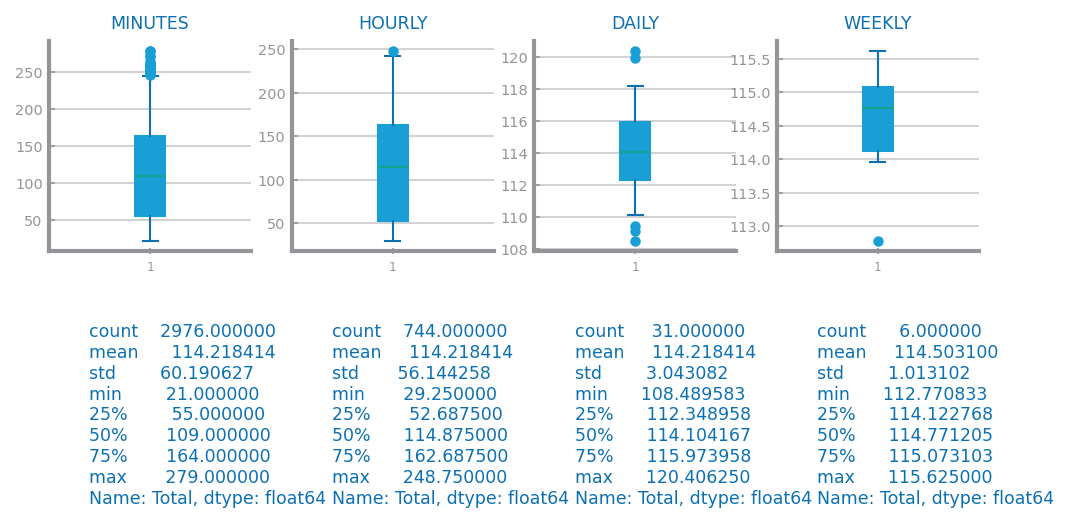 MINUTES HOURLY DAILY WEEKLY
250 200 150 100 50
1
250 200 150 100 50
1
120 118 116 114 112 110 108
1
115.5 115.0 114.5 114.0 113.5 113.0
1
count 2976.000000
mean 114.218414
std 60.190627
min 21.000000
25% 55.000000
50% 109.000000
75% 164.000000
max 279.000000
Name: Total, dtype: float64
count 744.000000
mean 114.218414
std 56.144258
min 29.250000
25% 52.687500
50% 114.875000
75% 162.687500
max 248.750000
Name: Total, dtype: float64
count 31.000000
mean 114.218414
std 3.043082
min 108.489583
25% 112.348958
50% 114.104167
75% 115.973958
max 120.406250
Name: Total, dtype: float64
count 6.000000
mean 114.503100
std 1.013102
min 112.770833
25% 114.122768
50% 114.771205
75% 115.073103
max 115.625000
Name: Total, dtype: float64